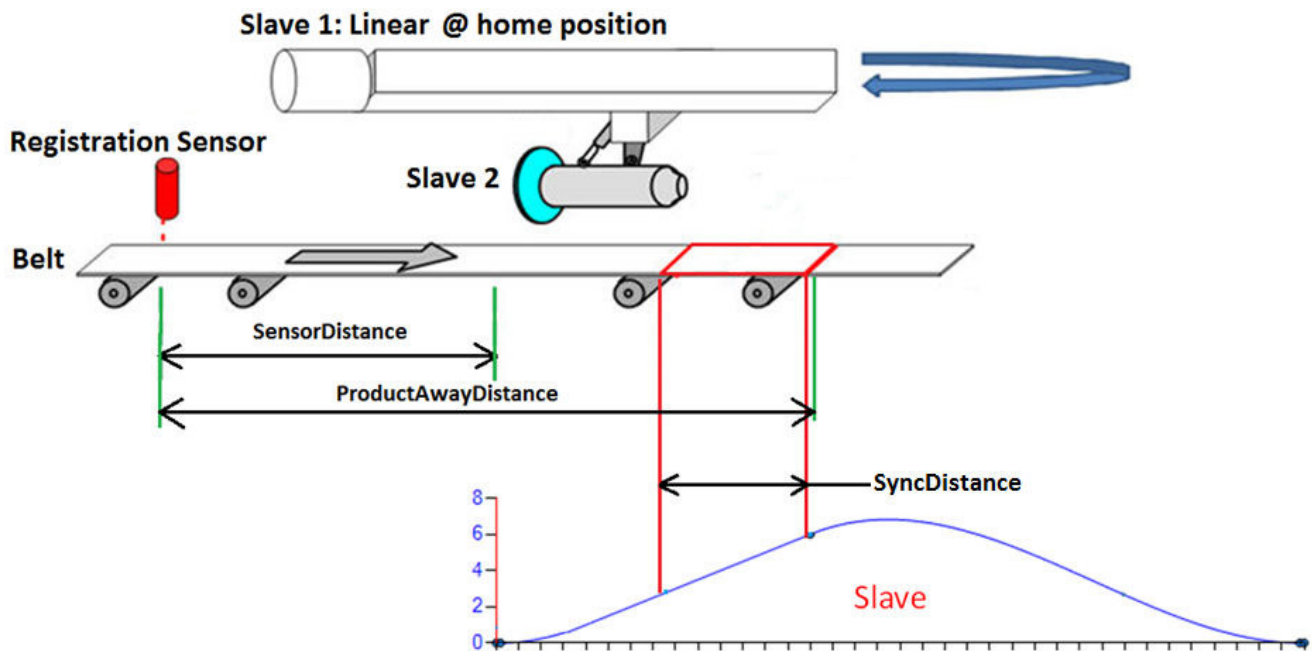 Slave 1: Linear @ home position
Registration Sensor
Slave 2
Belt
SensorDistance
ProductAwayDistance
SyncDistance
8
6
4
2
0
Slave